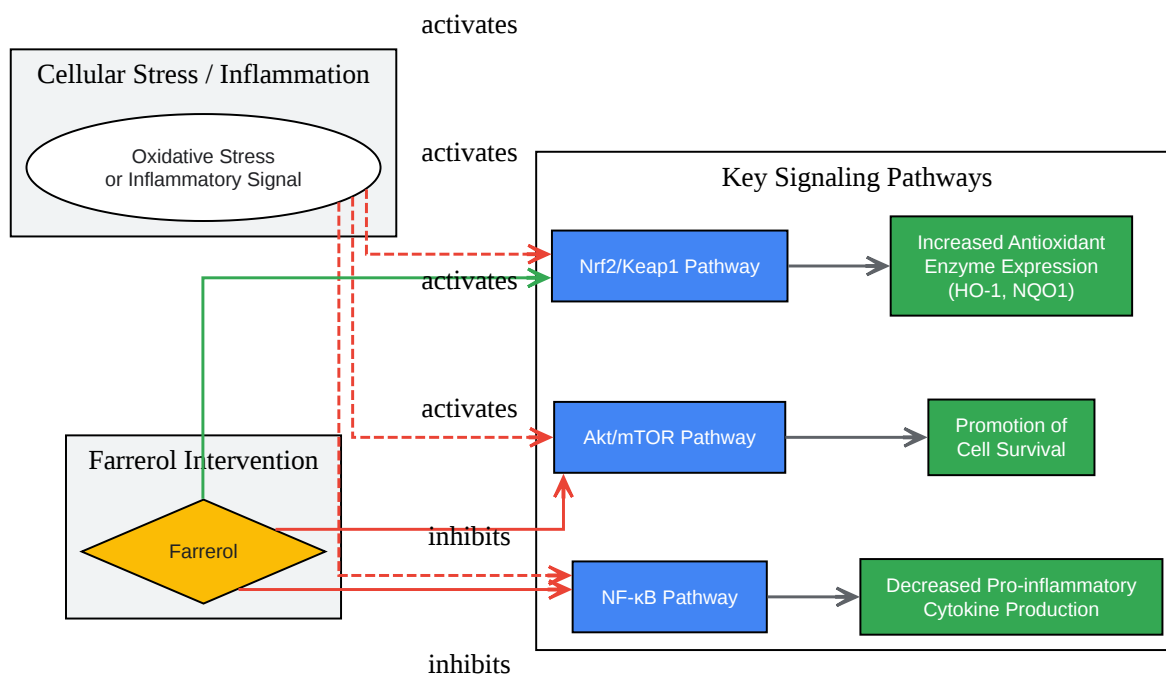 activates
Cellular Stress / Inflammation
Oxidative Stress
or Inflammatory Signal
activates
Key Signaling Pathways
Nrf2/Keap1 Pathway
Increased Antioxidant
Enzyme Expression
(HO-1, NQO1)
activates
activates
Akt/mTOR Pathway
Promotion of
Cell Survival
Farrerol Intervention
Farrerol
inhibits
NF-κB Pathway
Decreased Pro-inflammatory
Cytokine Production
inhibits